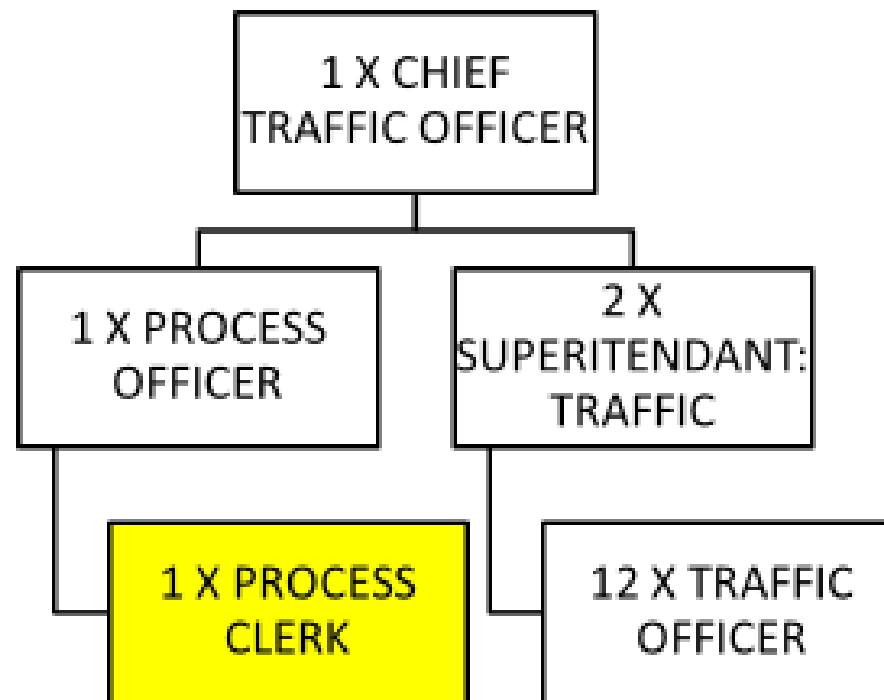 1 X CHIEF
TRAFFIC OFFICER
1 X PROCESS
OFFICER
2 X
SUPERITENDANT:
TRAFFIC
1 X PROCESS
CLERK
12 X TRAFFIC
OFFICER